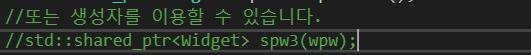 //또는 생성자를 이용할 수 있습니다.
//std::shared_ptr<Widget> spw3(wpw);